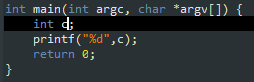 int main(int argc, char *argv[]) {
int c;
printf("%d",c);
return 0;
}